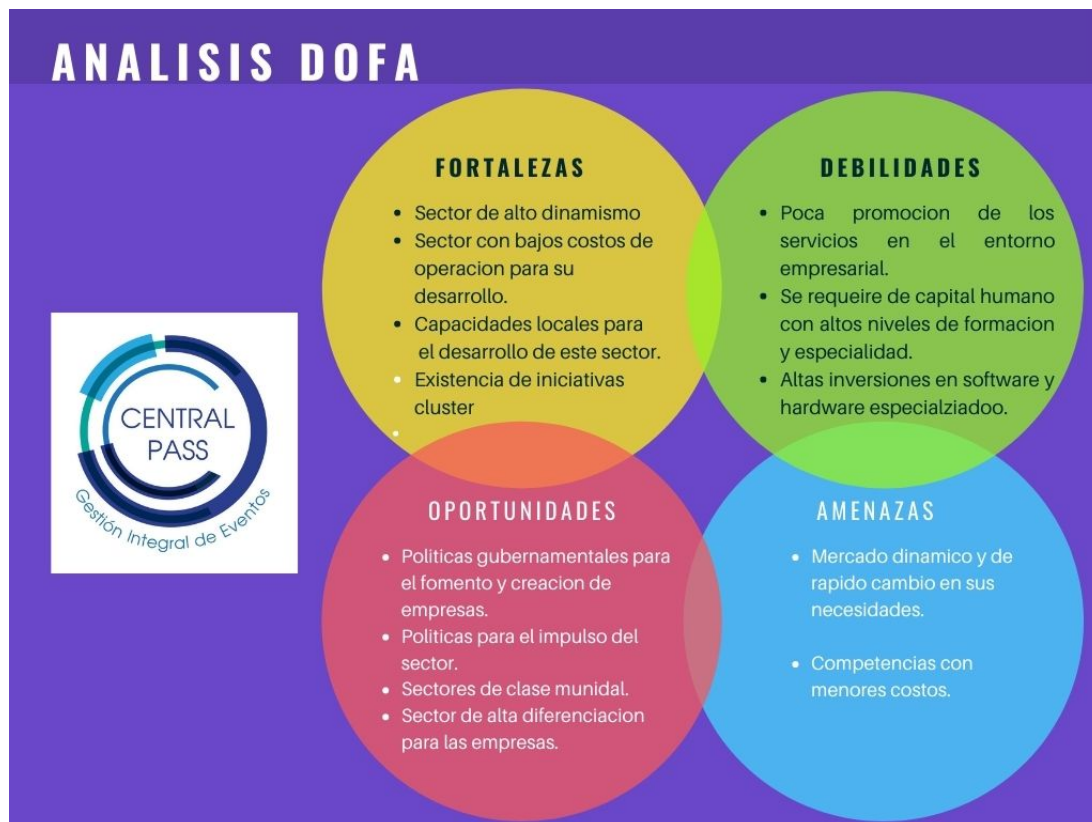 ANALISIS DOFA
FORTALEZAS
• Sector de alto dinamismo
• Sector con bajos costos de
operacion para su
desarrollo.
• Capacidades locales para
el desarrollo de este sector.
• Existencia de iniciativas
cluster
•
DEBILIDADES
• Poca promocion de los
servicios en el entorno
empresarial.
• Se requeire de capital humano
con altos niveles de formacion
y especialidad.
• Altas inversiones en software y
hardware especialziadoo.
CENTRAL
PASS
Gestión Integral de Eventos
OPORTUNIDADES
• Politicas gubernamentales para
el fomento y creacion de
empresas.
• Politicas para el impulso del
sector.
• Sectores de clase munidal.
• Sector de alta diferenciacion
para las empresas.
AMENAZAS
• Mercado dinamico y de
rapido cambio en sus
necesidades.
• Competencias con
menores costos.